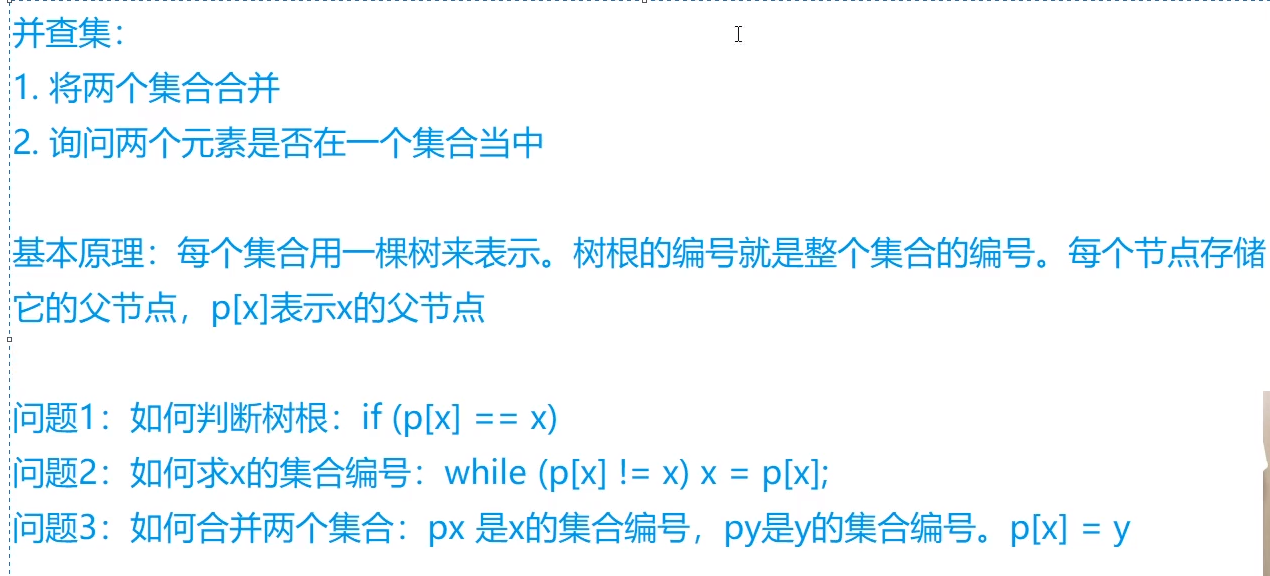 并查集：
1. 将两个集合合并
2. 询问两个元素是否在一个集合当中
基本原理：每个集合用一棵树来表示。树根的编号就是整个集合的编号。每个节点存储
它的父节点，p[x]表示x的父节点
问题1：如何判断树根：if (p[x] == x)
问题2：如何求x的集合编号：while (p[x] != x) x = p[x];
问题3：如何合并两个集合：px 是x的集合编号，py是y的集合编号。p[x] = y